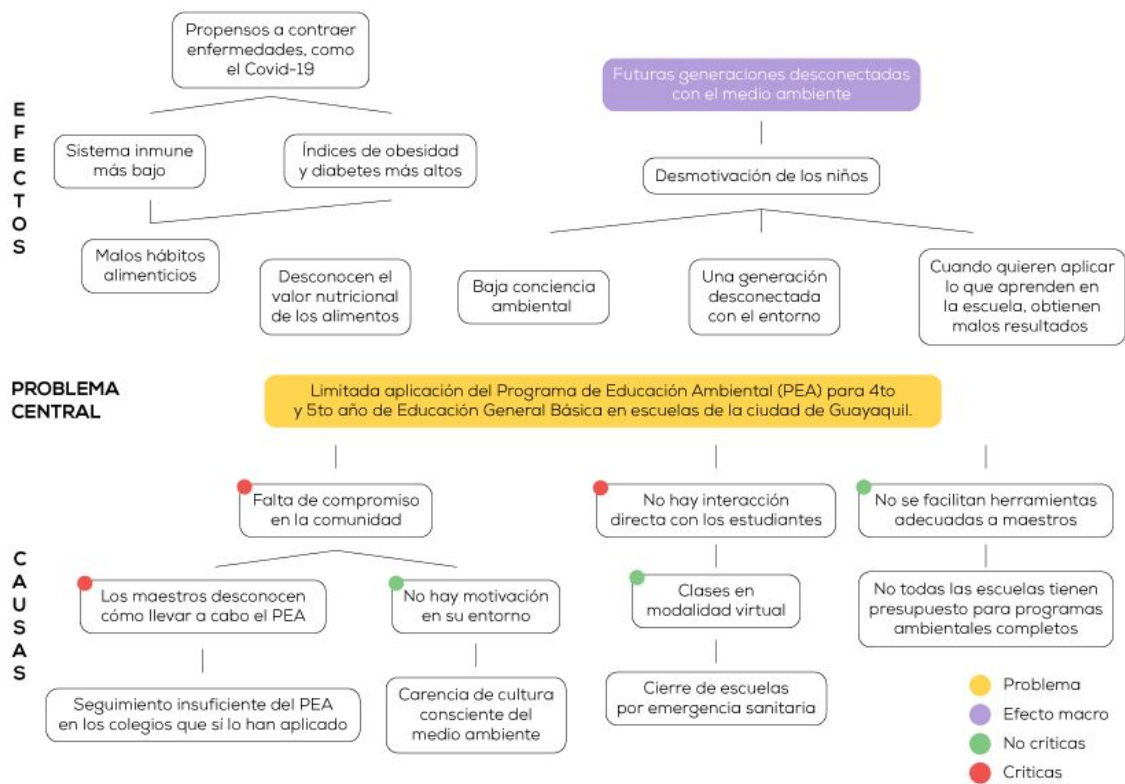 Propensos a contraer
enfermedades, como
el Covid-19
Futuras generaciones desconectadas
con el medio ambiente
EFECTOS
Sistema inmune
más bajo
Índices de obesidad
y diabetes más altos
Desmotivación de los niños
Malos hábitos
alimenticios
Desconocen el
valor nutricional
de los alimentos
Baja conciencia
ambiental
Una generación
desconectada
con el entorno
Cuando quieren aplicar
lo que aprenden en
la escuela, obtienen
malos resultados
PROBLEMA
CENTRAL
Limitada aplicación del Programa de Educación Ambiental (PEA) para 4to
y 5to año de Educación General Básica en escuelas de la ciudad de Guayaquil.
Falta de compromiso
en la comunidad
No hay interacción
directa con los estudiantes
No se facilitan herramientas
adecuadas a maestros
CAUSAS
Los maestros desconocen
cómo llevar a cabo el PEA
No hay motivación
en su entorno
Clases en
modalidad virtual
No todas las escuelas tienen
presupuesto para programas
ambientales completos
Seguimiento insuficiente del PEA
en los colegios que sí lo han aplicado
Carencia de cultura
consciente del
medio ambiente
Cierre de escuelas
por emergencia sanitaria
Problema
Efecto macro
No críticas
Críticas